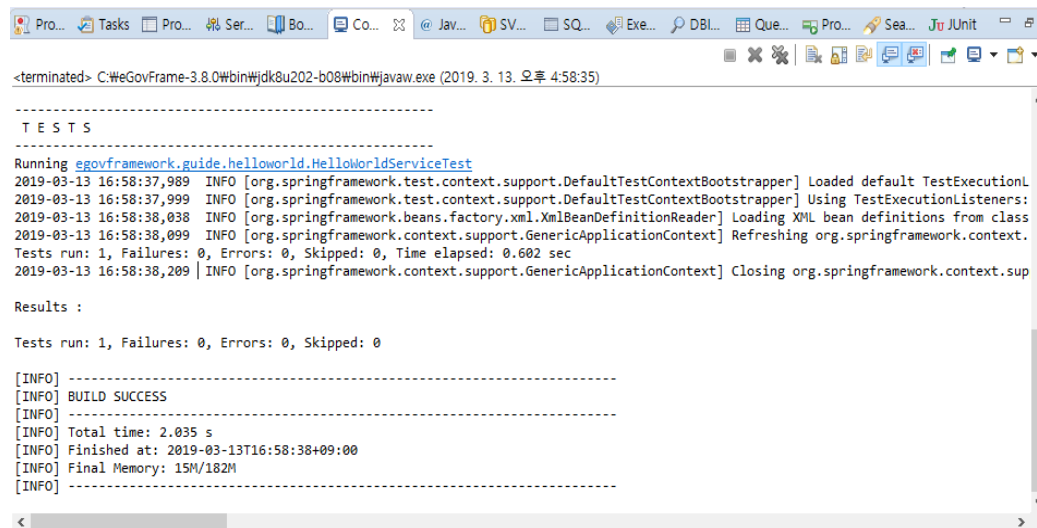 Pro... Tasks Pro... Ser... Bo... Co... @ Jav... SV... SQ... Exe... DBI... Que... Pro... Sea... JUnit
<terminated> C:₩eGovFrame-3.8.0₩bin₩jdk8u202-b08₩bin₩javaw.exe (2019. 3. 13. 오후 4:58:35)
-------------------------------------------------------
T E S T S
-------------------------------------------------------
Running egovframework.guide.helloworld.HelloWorldServiceTest
2019-03-13 16:58:37,989  INFO [org.springframework.test.context.support.DefaultTestContextBootstrapper] Loaded default TestExecutionL
2019-03-13 16:58:37,999  INFO [org.springframework.test.context.support.DefaultTestContextBootstrapper] Using TestExecutionListeners:
2019-03-13 16:58:38,038  INFO [org.springframework.beans.factory.xml.XmlBeanDefinitionReader] Loading XML bean definitions from class
2019-03-13 16:58:38,099  INFO [org.springframework.context.support.GenericApplicationContext] Refreshing org.springframework.context.
Tests run: 1, Failures: 0, Errors: 0, Skipped: 0, Time elapsed: 0.602 sec
2019-03-13 16:58:38,209  INFO [org.springframework.context.support.GenericApplicationContext] Closing org.springframework.context.sup
Results :
Tests run: 1, Failures: 0, Errors: 0, Skipped: 0
[INFO] ------------------------------------------------------------------------
[INFO] BUILD SUCCESS
[INFO] ------------------------------------------------------------------------
[INFO] Total time: 2.035 s
[INFO] Finished at: 2019-03-13T16:58:38+09:00
[INFO] Final Memory: 15M/182M
[INFO] ------------------------------------------------------------------------